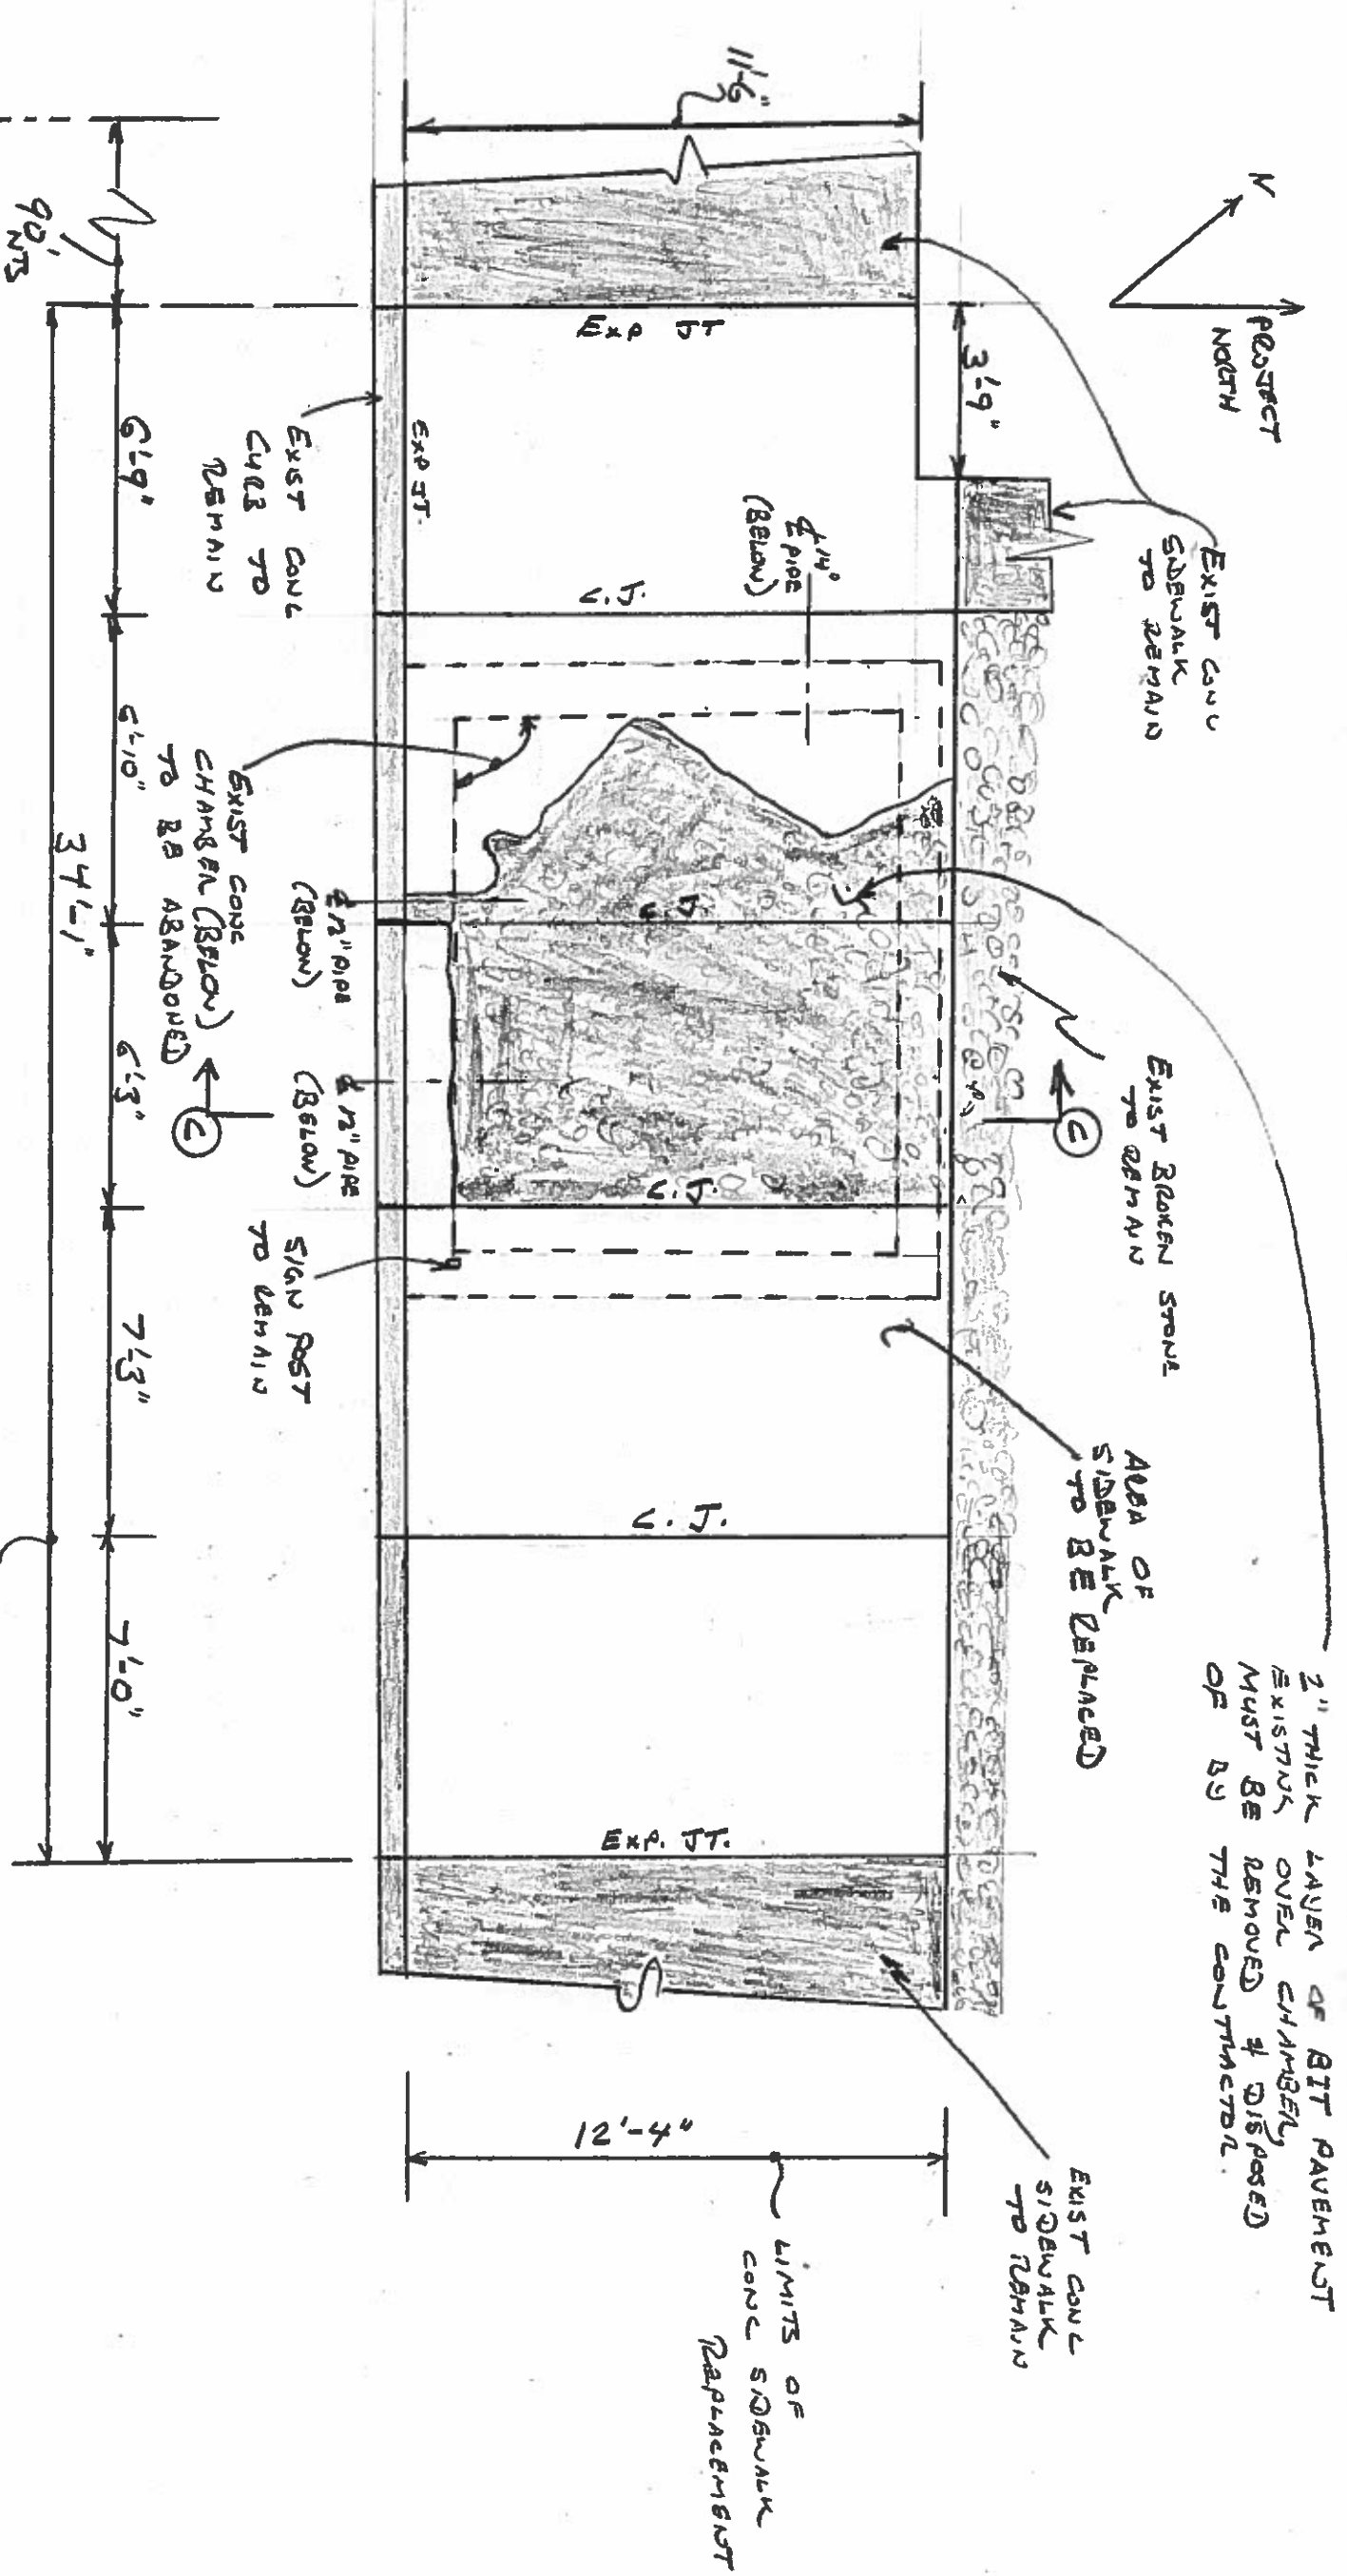 N
PROJECT
NORTH
11'-6"
90'
NTS
EXP JT
3'-9"
EXIST CONC
SIDEWALK
TO REMAIN
EXP JT.
EXIST CONC
CURB TO
REMAIN
6'-9"
C.J.
14"
PIPE
(BELOW)
EXIST CONC
CHAMBER (BELOW)
TO BE ABANDONED
6'-10"
34'-1"
12" PIPE
(BELOW)
C.J.
6'-3"
12" PIPE
(BELOW)
C
C
EXIST BROKEN STONE
TO REMAIN
C.J.
SIGN POST
TO REMAIN
7'-3"
AREA OF
SIDEWALK
TO BE REPLACED
C.J.
7'-0"
2" THICK LAYER OF BIT PAVEMENT
EXISTING OVER CHAMBER,
MUST BE REMOVED & DISPOSED
OF BY THE CONTRACTOR.
EXP. JT.
EXIST CONC
SIDEWALK
TO REMAIN
12'-4"
LIMITS OF
CONC SIDEWALK
REPLACEMENT